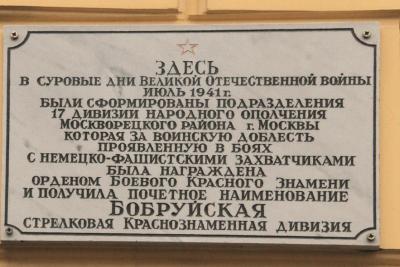 ЗДЕСЬ
В СУРОВЫЕ ДНИ ВЕЛИКОЙ ОТЕЧЕСТВЕННОЙ ВОЙНЫ
ИЮЛЬ 1941 г.
БЫЛИ СФОРМИРОВАНЫ ПОДРАЗДЕЛЕНИЯ
17 ДИВИЗИИ НАРОДНОГО ОПОЛЧЕНИЯ
МОСКВОРЕЦКОГО РАЙОНА г. МОСКВЫ
КОТОРАЯ ЗА ВОИНСКУЮ ДОБЛЕСТЬ
ПРОЯВЛЕННУЮ В БОЯХ
С НЕМЕЦКО-ФАШИСТСКИМИ ЗАХВАТЧИКАМИ
БЫЛА НАГРАЖДЕНА
ОРДЕНОМ БОЕВОГО КРАСНОГО ЗНАМЕНИ
И ПОЛУЧИЛА ПОЧЕТНОЕ НАИМЕНОВАНИЕ
БОБРУЙСКАЯ
СТРЕЛКОВАЯ КРАСНОЗНАМЕННАЯ ДИВИЗИЯ